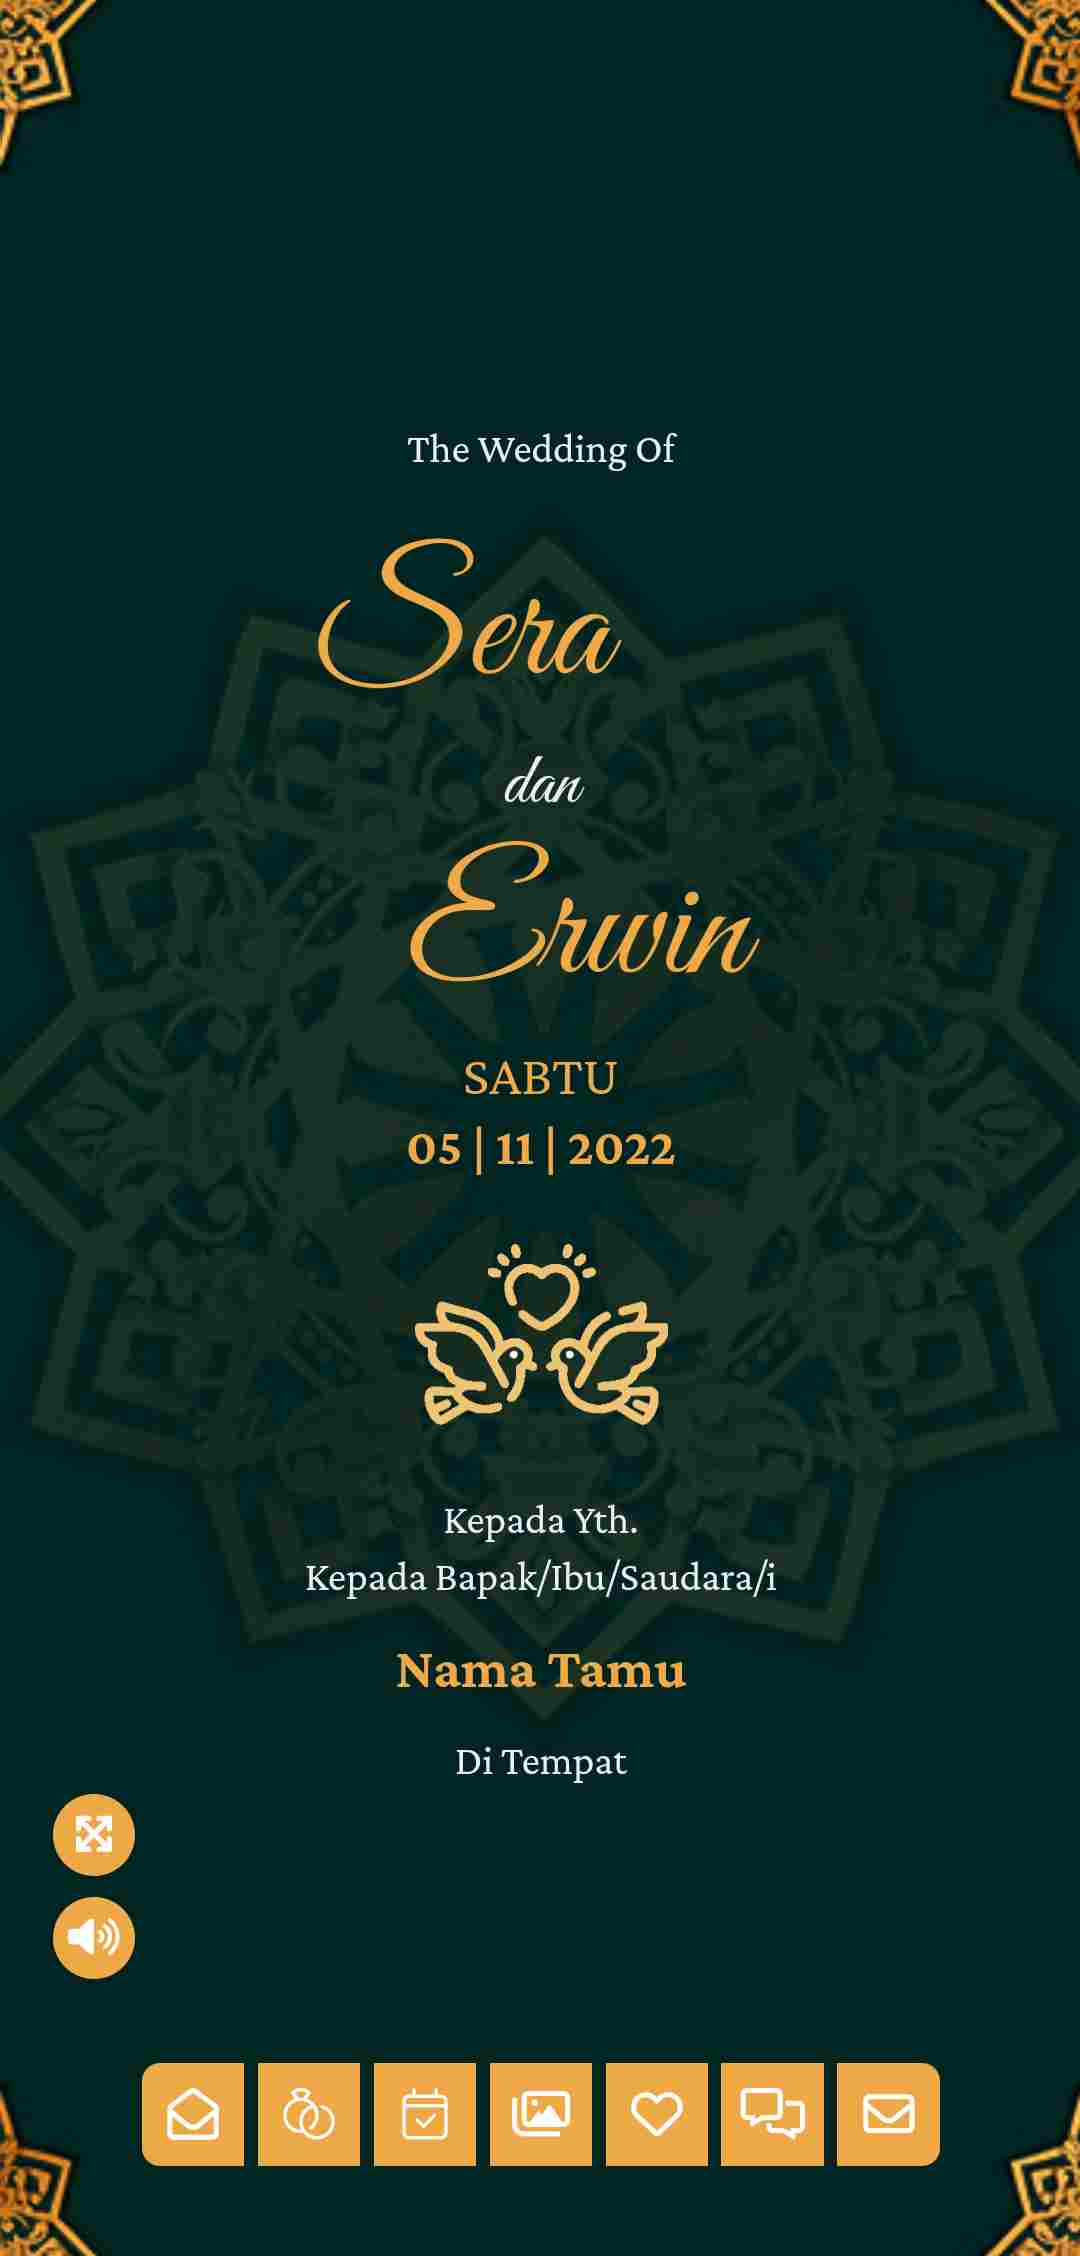 The Wedding Of
Sera
dan
Erwin
SABTU
05 | 11 | 2022
Kepada Yth.
Kepada Bapak/Ibu/Saudara/i
Nama Tamu
Di Tempat